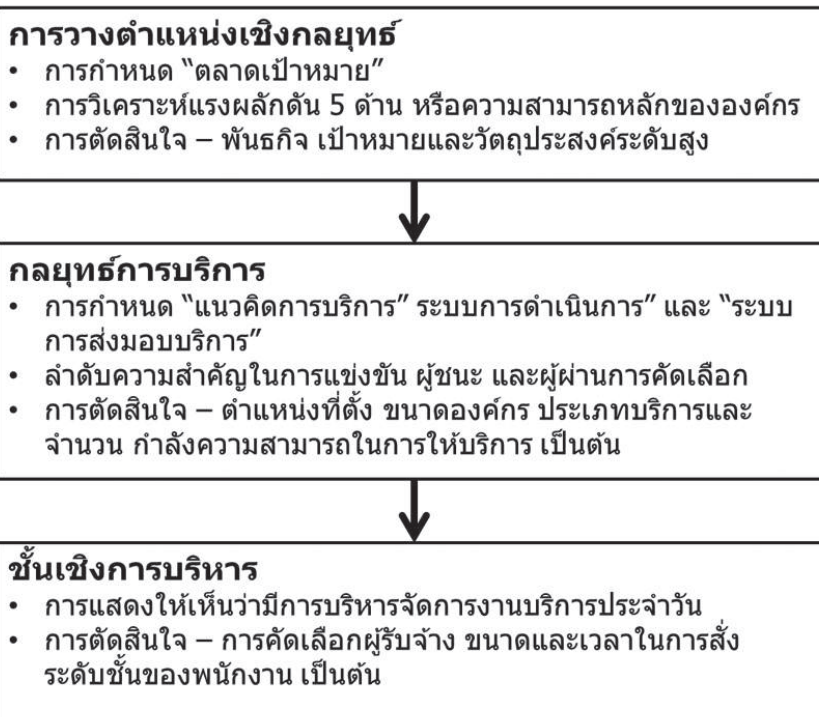 การวางตำแหน่งเชิงกลยุทธ์
• การกำหนด “ตลาดเป้าหมาย”
• การวิเคราะห์แรงผลักดัน 5 ด้าน หรือความสามารถหลักขององค์กร
• การตัดสินใจ – พันธกิจ เป้าหมายและวัตถุประสงค์ระดับสูง
กลยุทธ์การบริการ
• การกำหนด “แนวคิดการบริการ” ระบบการดำเนินการ” และ “ระบบ
การส่งมอบบริการ”
• ลำดับความสำคัญในการแข่งขัน ผู้ชนะ และผู้ผ่านการคัดเลือก
• การตัดสินใจ – ตำแหน่งที่ตั้ง ขนาดองค์กร ประเภทบริการและ
จำนวน กำลังความสามารถในการให้บริการ เป็นต้น
ชั้นเชิงการบริหาร
• การแสดงให้เห็นว่ามีการบริหารจัดการงานบริการประจำวัน
• การตัดสินใจ – การคัดเลือกผู้รับจ้าง ขนาดและเวลาในการสั่ง
ระดับชั้นของพนักงาน เป็นต้น